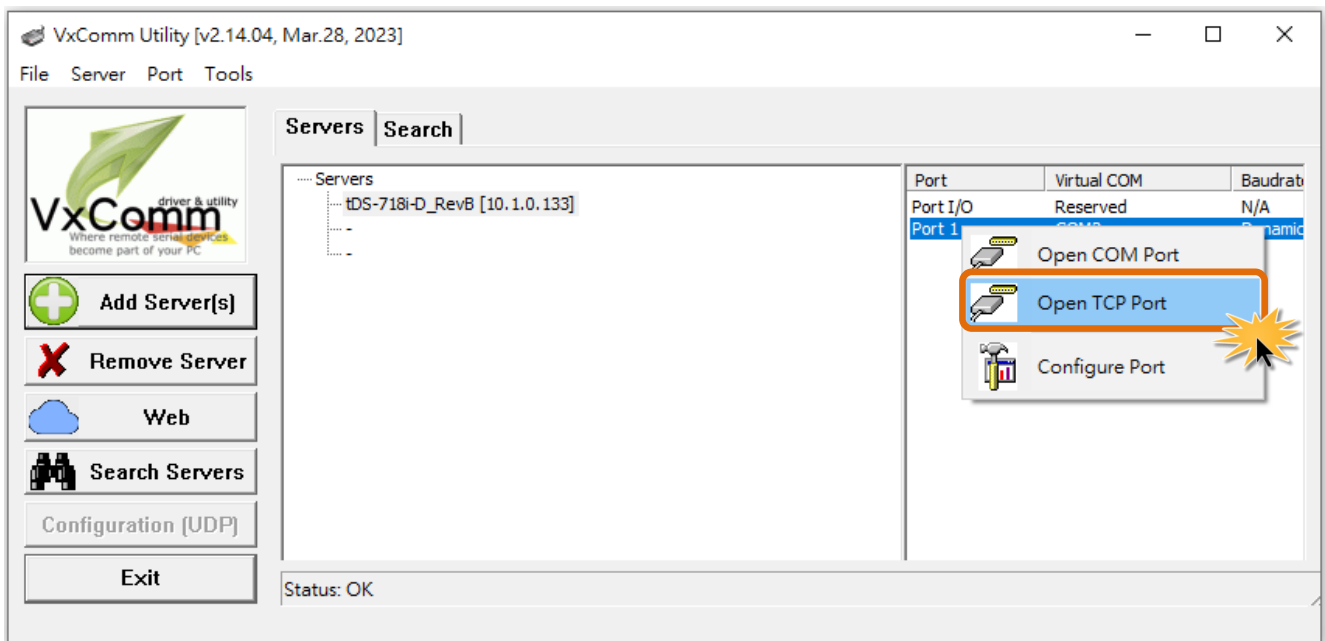 VxComm Utility [v2.14.04, Mar.28, 2023]
File Server Port Tools
VxComm
driver & utility
Where remote serial devices
become part of your PC
Add Server(s)
Remove Server
Web
Search Servers
Configuration (UDP)
Exit
Servers Search
Servers
tDS-718i-D_RevB [10.1.0.133]
-
-
Port Virtual COM Baudrat
Port I/O Reserved N/A
Port 1
Open COM Port
Open TCP Port
Configure Port
Status: OK